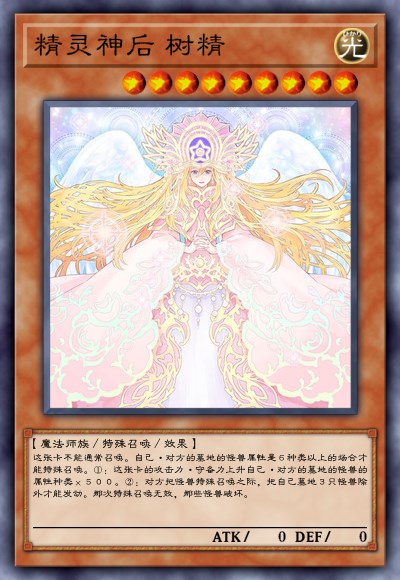 精灵神后 树精
光
ひかり
【魔法师族／特殊召唤／效果】
这张卡不能通常召唤。自己·对方的墓地的怪兽属性是6种类以上的场合才
能特殊召唤。①：这张卡的攻击力·守备力上升自己·对方的墓地的怪兽的
属性种类×500。②：对方把怪兽特殊召唤之际，把自己墓地3只怪兽除
外才能发动。那次特殊召唤无效，那些怪兽破坏。
ATK/ 0 DEF/ 0